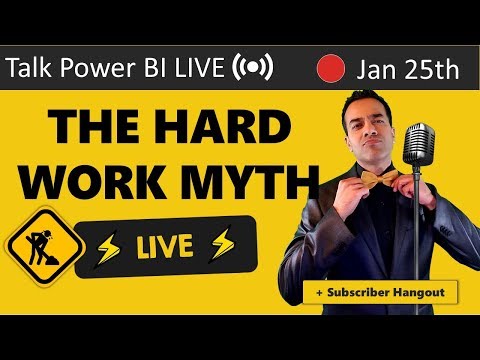 Talk Power BI LIVE
Jan 25th
THE HARD
WORK MYTH
LIVE
+ Subscriber Hangout